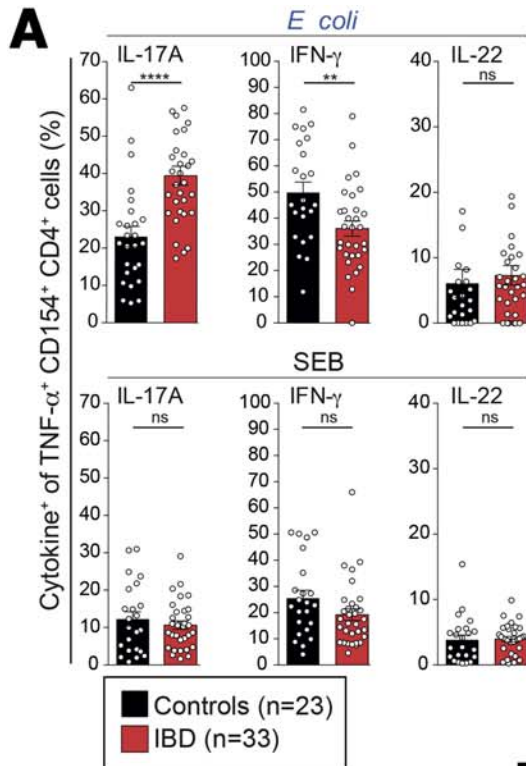 A
E coli
IL-17A IFN-γ IL-22
**** ** ns
70 100 40
60 90
50 80 30
40 70
30 60 20
20 50
10 40 10
0 30
20
10
0 0
Cytokine⁺ of TNF-α⁺ CD154⁺ CD4⁺ cells (%)
SEB
IL-17A IFN-γ IL-22
ns ns ns
70 100 40
60 90
50 80 30
40 70
30 60 20
20 50
10 40 10
0 30
20
10
0 0
Controls (n=23)
IBD (n=33)